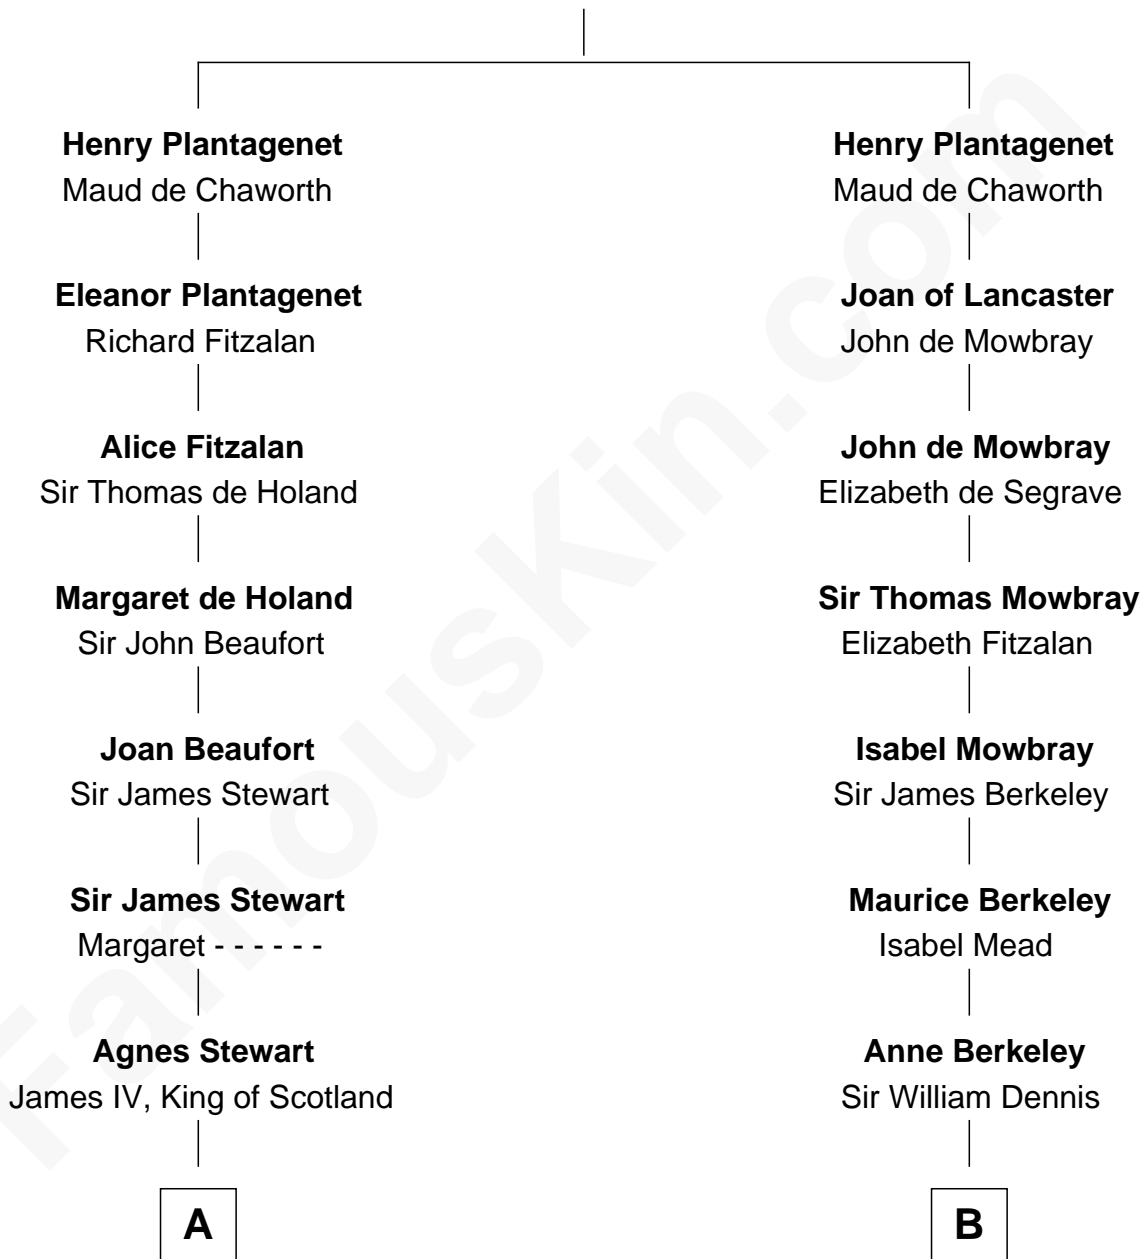 Henry Plantagenet
Maud de Chaworth
Eleanor Plantagenet
Richard Fitzalan
Alice Fitzalan
Sir Thomas de Holand
Margaret de Holand
Sir John Beaufort
Joan Beaufort
Sir James Stewart
Sir James Stewart
Margaret - - - - - -
Agnes Stewart
James IV, King of Scotland
A
Henry Plantagenet
Maud de Chaworth
Joan of Lancaster
John de Mowbray
John de Mowbray
Elizabeth de Segrave
Sir Thomas Mowbray
Elizabeth Fitzalan
Isabel Mowbray
Sir James Berkeley
Maurice Berkeley
Isabel Mead
Anne Berkeley
Sir William Dennis
B
FamousKin.com